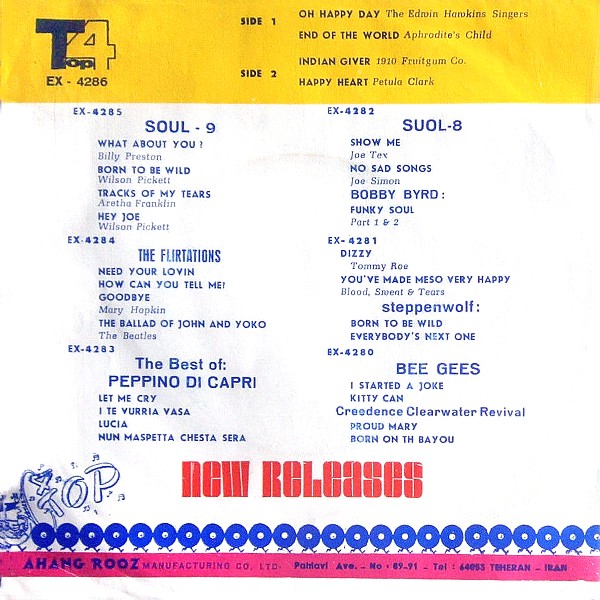 Top 4
EX - 4286
SIDE 1
OH HAPPY DAY The Edwin Hawkins Singers
END OF THE WORLD Aphrodite's Child
SIDE 2
INDIAN GIVER 1910 Fruitgum Co.
HAPPY HEART Petula Clark
EX-4285
SOUL - 9
WHAT ABOUT YOU ?
Billy Preston
BORN TO BE WILD
Wilson Pickett
TRACKS OF MY TEARS
Aretha Franklin
HEY JOE
Wilson Pickett
EX-4284
THE FLIRTATIONS
NEED YOUR LOVIN
HOW CAN YOU TELL ME?
GOODBYE
Mary Hopkin
THE BALLAD OF JOHN AND YOKO
The Beatles
EX-4283
The Best of:
PEPPINO DI CAPRI
LET ME CRY
I TE VURRIA VASA
LUCIA
NUN MASPETTA CHESTA SERA
EX-4282
SUOL-8
SHOW ME
Joe Tex
NO SAD SONGS
Joe Simon
BOBBY BYRD :
FUNKY SOUL
Part 1 & 2
EX-4281
DIZZY
Tommy Roe
YOU'VE MADE MESO VERY HAPPY
Blood, Sweent & Tears
steppenwolf :
BORN TO BE WILD
EVERYBODY'S NEXT ONE
EX-4280
BEE GEES
I STARTED A JOKE
KITTY CAN
Creedence Clearwater Revival
PROUD MARY
BORN ON TH BAYOU
4 TOP
new releases
AHANG ROOZ MANUFACTURING CO, LTD. Pahlavi Ave. - No : 89-91 - Tel : 64053 TEHERAN - IRAN